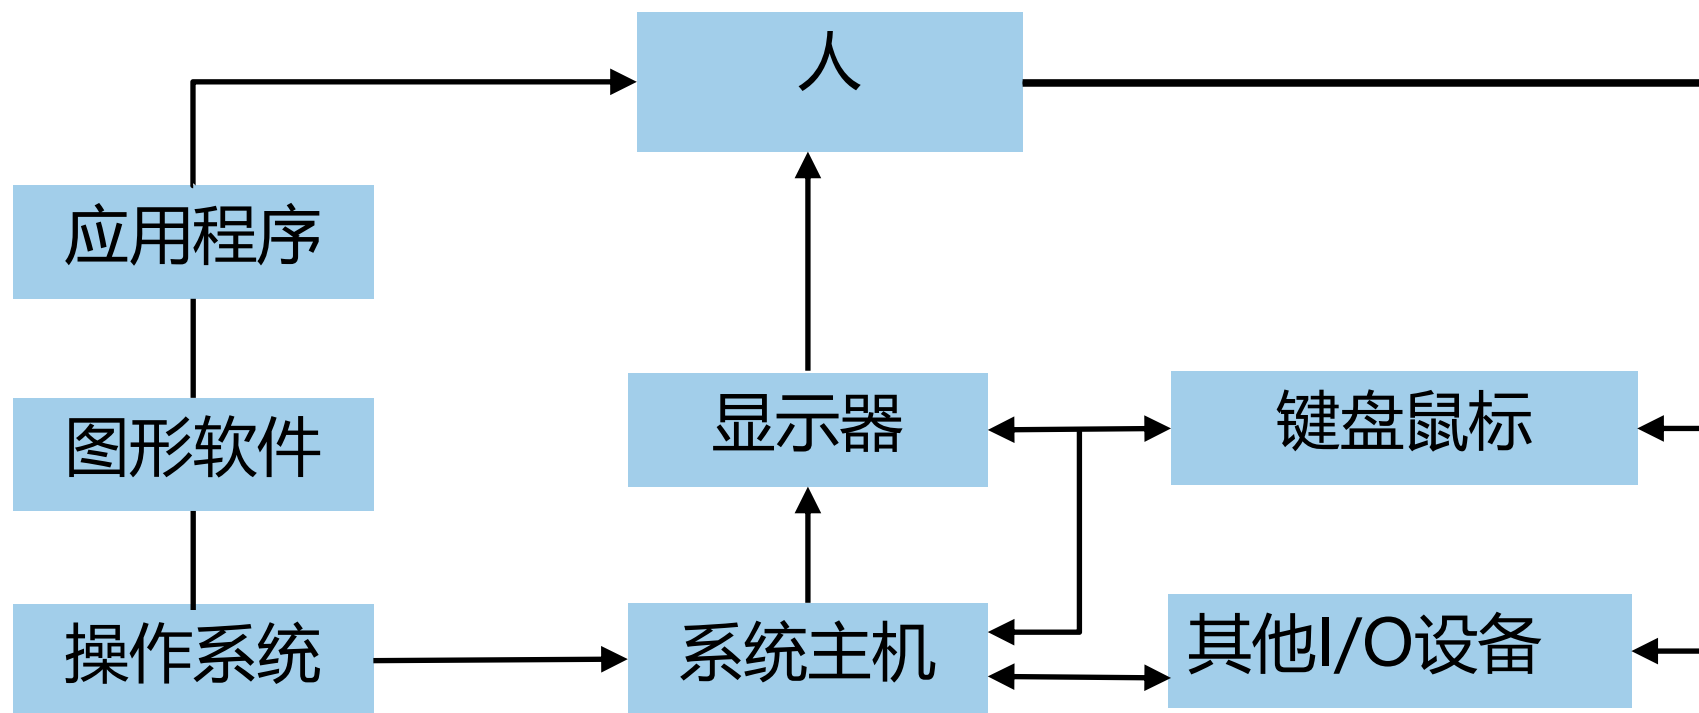 人
应用程序
图形软件
显示器
键盘鼠标
操作系统
系统主机
其他I/O设备